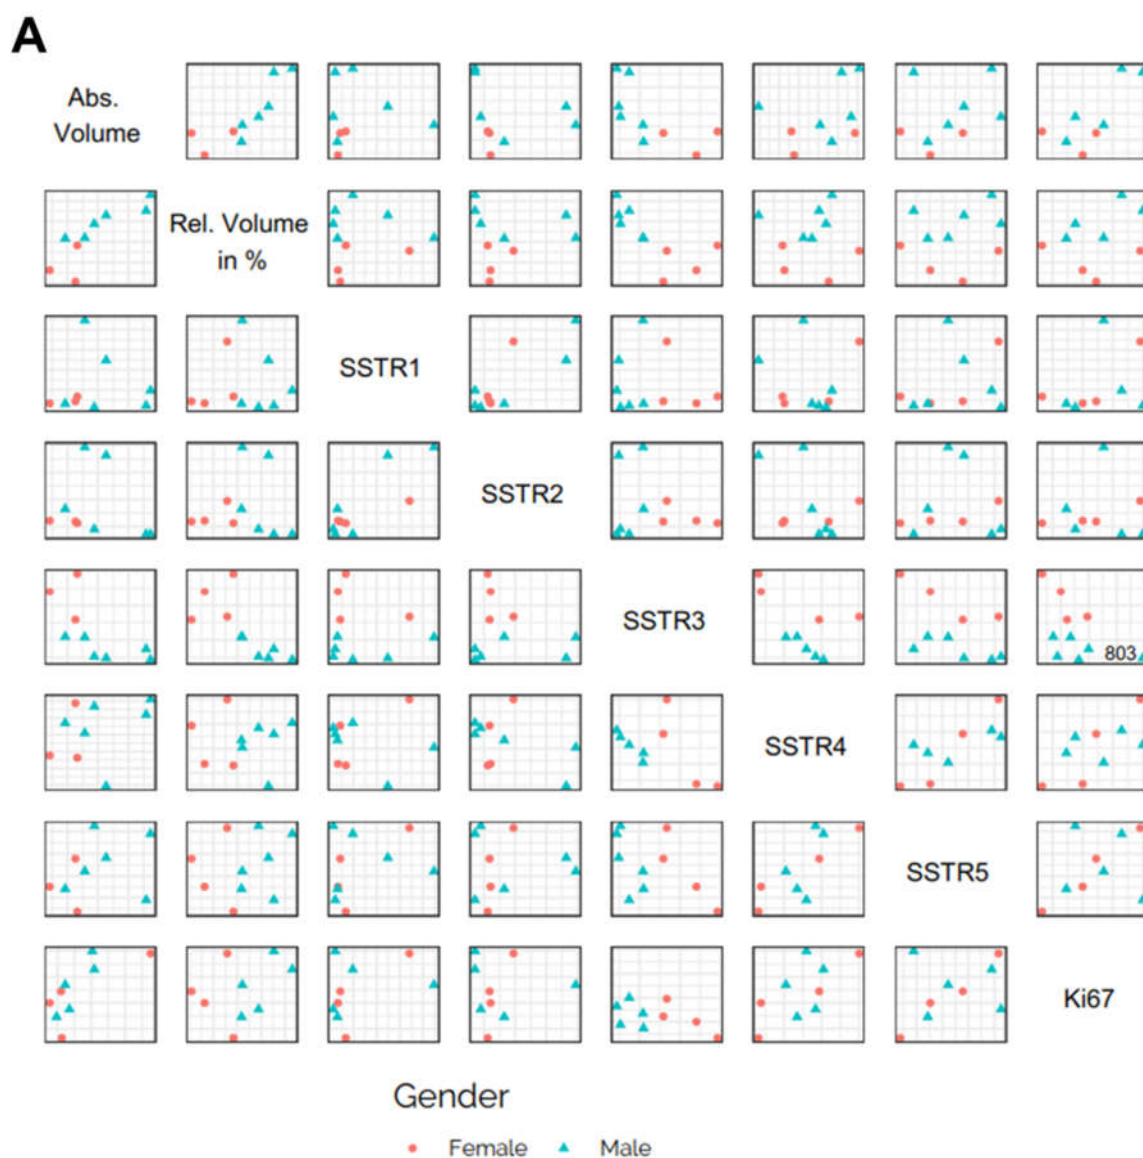 A
Abs.
Volume
Rel. Volume
in %
SSTR1
SSTR2
SSTR3
803
SSTR4
SSTR5
Ki67
Gender
Female Male